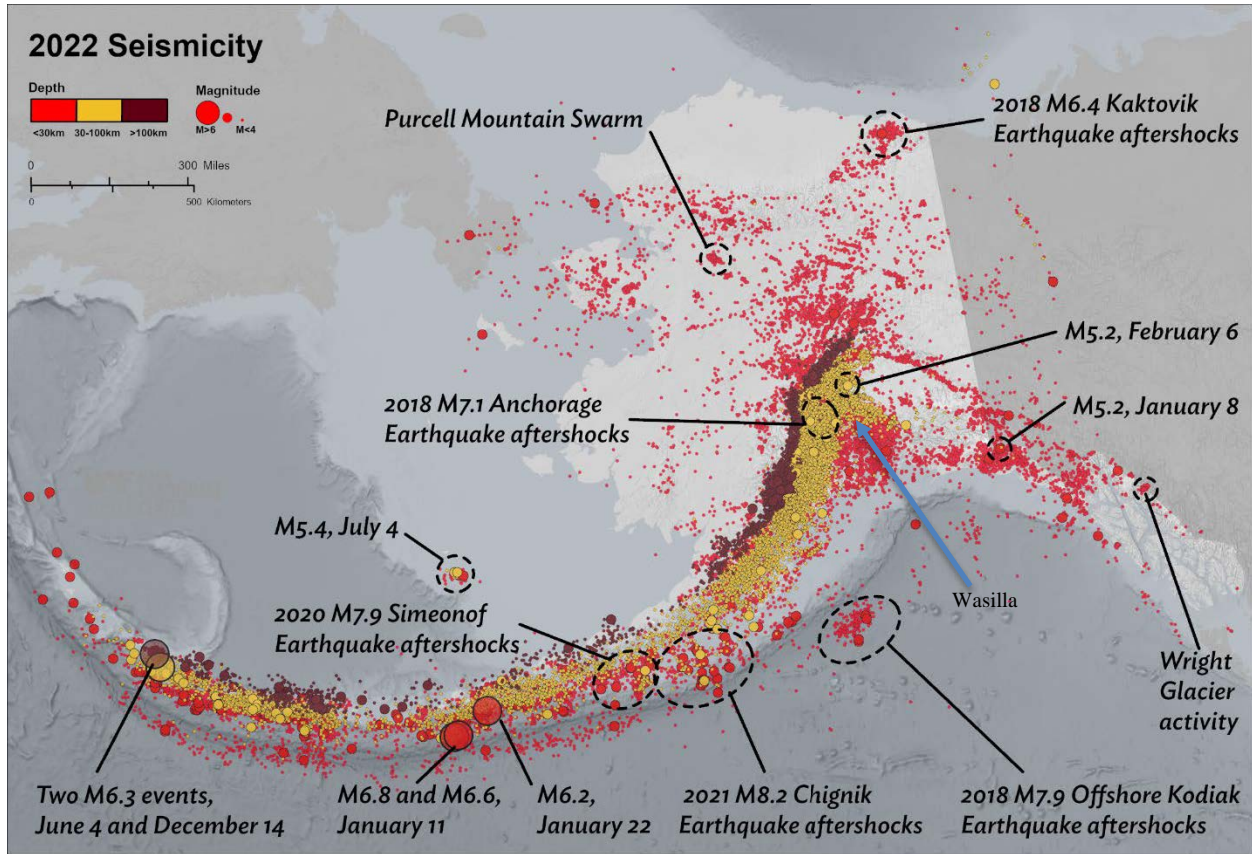 2022 Seismicity
Depth
Magnitude
<30km
30-100km
>100km
M>6
M<4
0
300 Miles
0
500 Kilometers
Purcell Mountain Swarm
2018 M6.4 Kaktovik
Earthquake aftershocks
M5.2, February 6
2018 M7.1 Anchorage
Earthquake aftershocks
M5.2, January 8
M5.4, July 4
Wasilla
2020 M7.9 Simeonof
Earthquake aftershocks
Wright
Glacier
activity
Two M6.3 events,
June 4 and December 14
M6.8 and M6.6,
January 11
M6.2,
January 22
2021 M8.2 Chignik
Earthquake aftershocks
2018 M7.9 Offshore Kodiak
Earthquake aftershocks